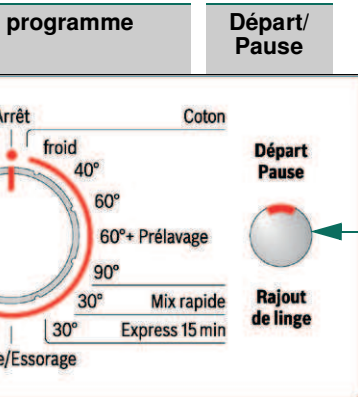 programme
Départ/
Pause
Arrêt
Coton
froid
40°
60°
60°+ Prélavage
90°
30° Mix rapide
30° Express 15 min
e/Essorage
Départ
Pause
Rajout
de linge